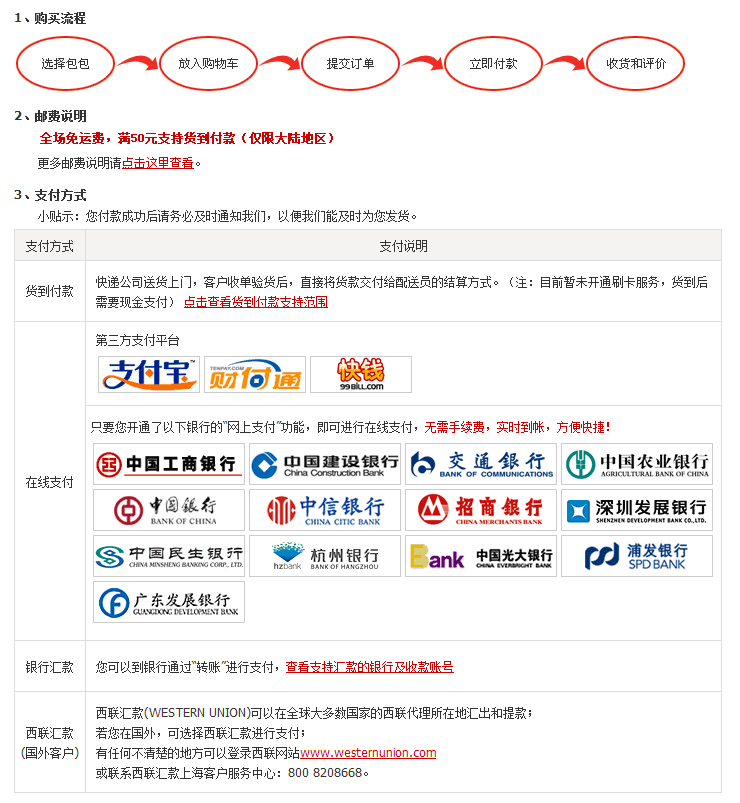 1、购买流程
选择包包 放入购物车 提交订单 立即付款 收货和评价
2、邮费说明
全场免运费，满50元支持货到付款（仅限大陆地区）
更多邮费说明请点击这里查看。
3、支付方式
小贴示：您付款成功后请务必及时通知我们，以便我们能及时为您发货。
支付方式 支付说明
货到付款
快递公司送货上门，客户收单验货后，直接将货款交付给配送员的结算方式。（注：目前暂未开通刷卡服务，货到后
需要现金支付） 点击查看货到付款支持范围
在线支付
第三方支付平台
支付宝™ TENPAY.COM 财付通 快钱 99BILL.COM
只要您开通了以下银行的"网上支付"功能，即可进行在线支付，无需手续费，实时到帐，方便快捷！
中国工商银行 中国建设银行 China Construction Bank 交通银行 BANK OF COMMUNICATIONS 中国农业银行 AGRICULTURAL BANK OF CHINA
中国银行 BANK OF CHINA 中信银行 CHINA CITIC BANK 招商银行 CHINA MERCHANTS BANK 深圳发展银行 SHENZHEN DEVELOPMENT BANK CO.,LTD.
中国民生银行 CHINA MINSHENG BANKING CORP., LTD. hzbank 杭州银行 BANK OF HANGZHOU Bank 中国光大银行 CHINA EVERBRIGHT BANK 浦发银行 SPD BANK
广东发展银行 GUANGDONG DEVELOPMENT BANK
银行汇款
您可以到银行通过"转账"进行支付，查看支持汇款的银行及收款账号
西联汇款
(国外客户)
西联汇款(WESTERN UNION)可以在全球大多数国家的西联代理所在地汇出和提款；
若您在国外，可选择西联汇款进行支付；
有任何不清楚的地方可以登录西联网站www.westernunion.com
或联系西联汇款上海客户服务中心：800 8208668。